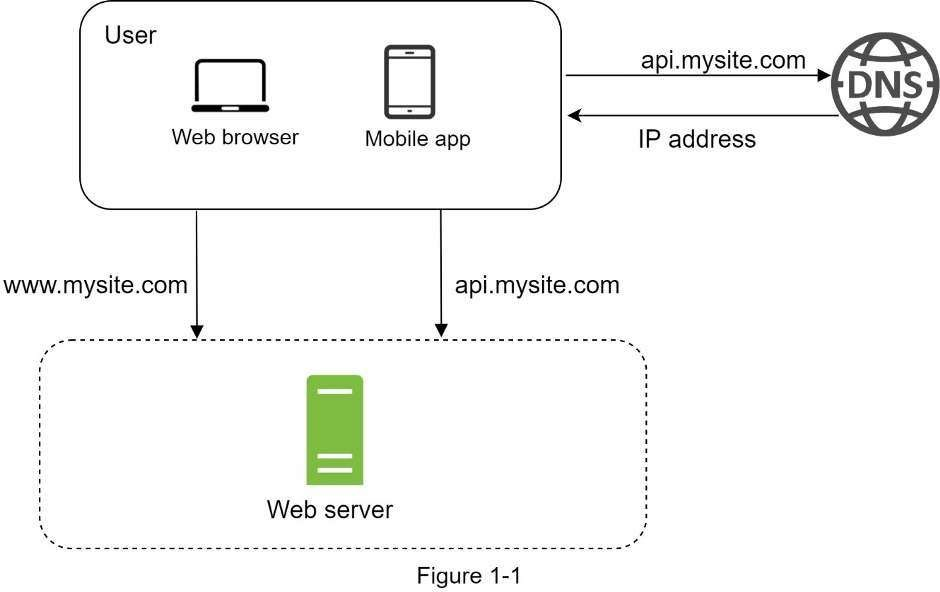 User
Web browser
Mobile app
api.mysite.com
DNS
IP address
www.mysite.com
api.mysite.com
Web server
Figure 1-1